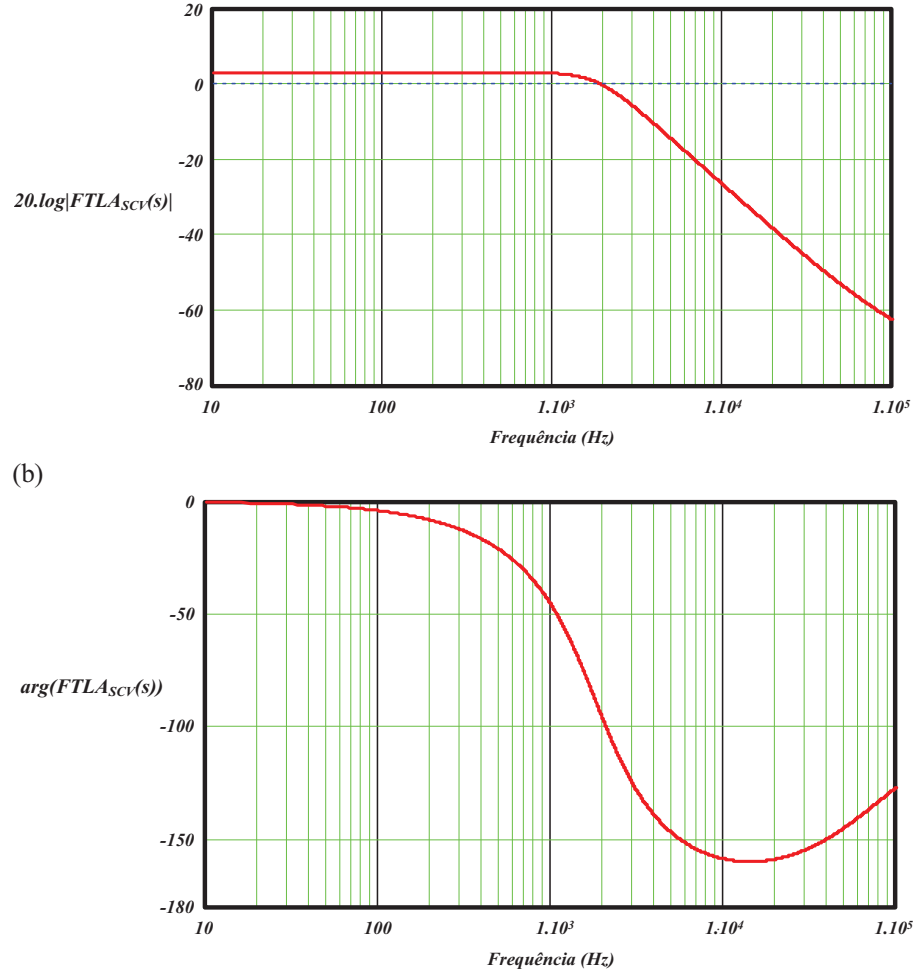 20
0
-20
20.log|FTLA_SCV(s)|
-40
-60
-80
10 100 1.10³ 1.10⁴ 1.10⁵
Frequência (Hz)
(b)
0
-50
arg(FTLA_SCV(s))
-100
-150
-180
10 100 1.10³ 1.10⁴ 1.10⁵
Frequência (Hz)